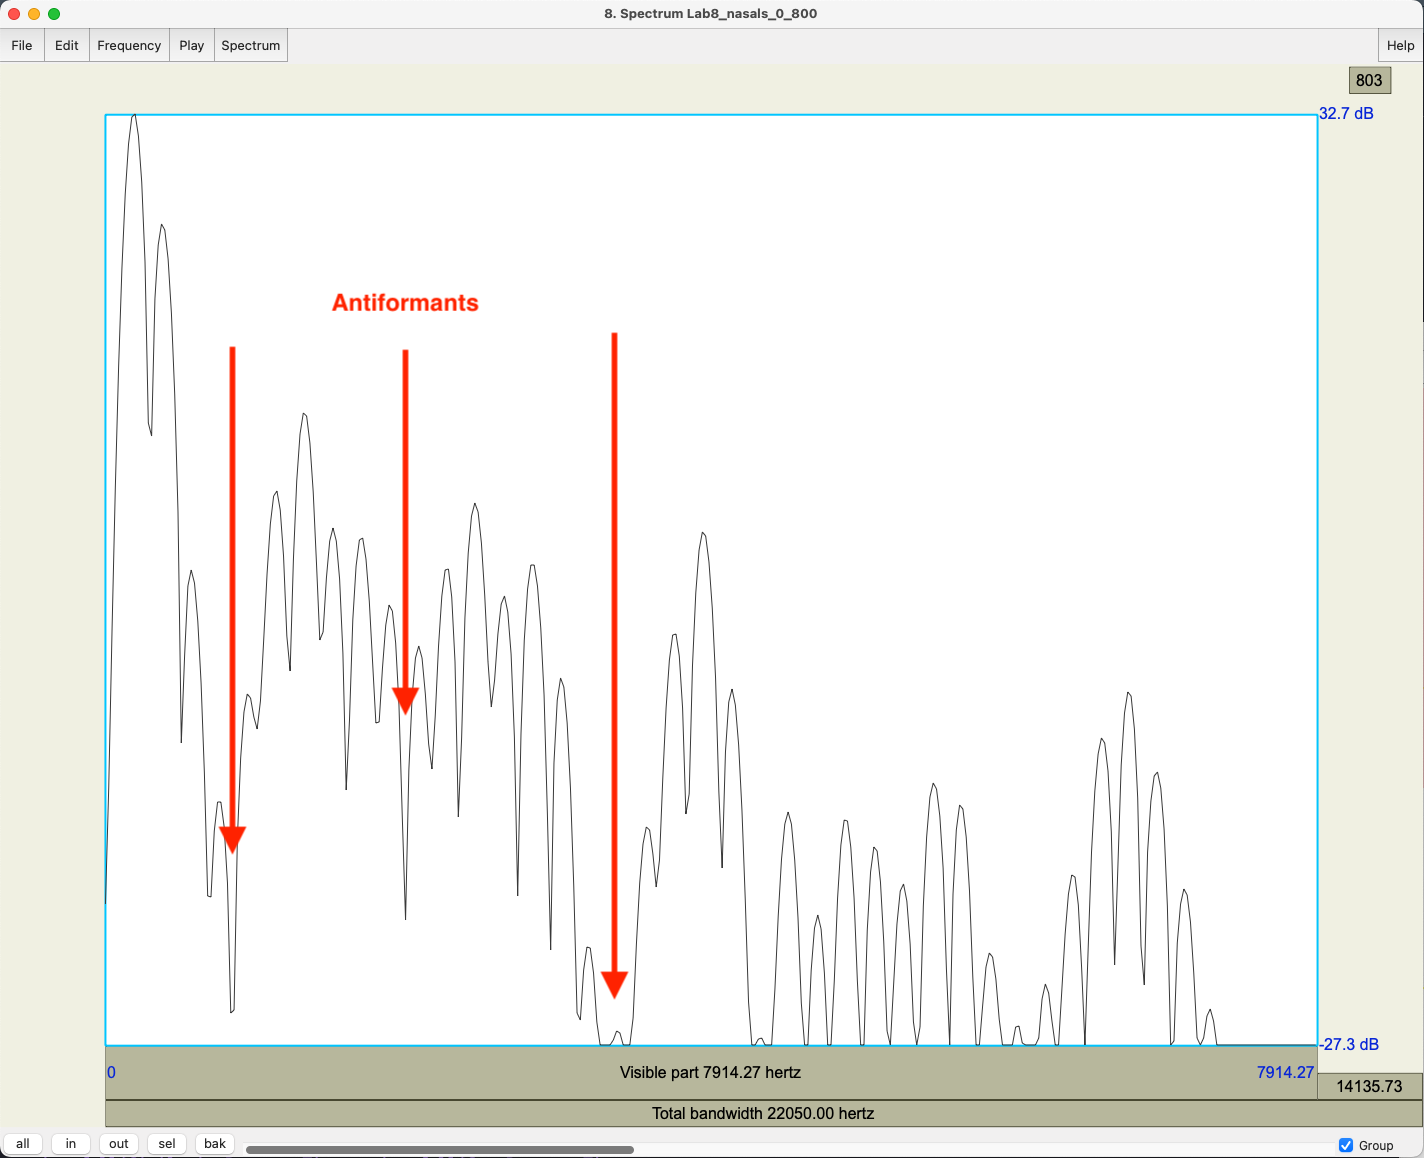 8. Spectrum Lab8_nasals_0_800
File Edit Frequency Play Spectrum Help
803
32.7 dB
Antiformants
-27.3 dB
0 Visible part 7914.27 hertz 7914.27
14135.73
Total bandwidth 22050.00 hertz
all in out sel bak Group